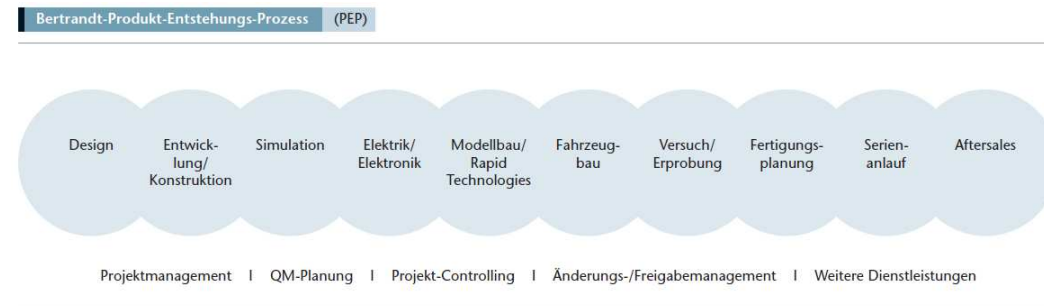 Bertrandt-Produkt-Entstehungs-Prozess (PEP)
Design
Entwick-
lung/
Konstruktion
Simulation
Elektrik/
Elektronik
Modellbau/
Rapid
Technologies
Fahrzeug-
bau
Versuch/
Erprobung
Fertigungs-
planung
Serien-
anlauf
Aftersales
Projektmanagement | QM-Planung | Projekt-Controlling | Änderungs-/Freigabemanagement | Weitere Dienstleistungen